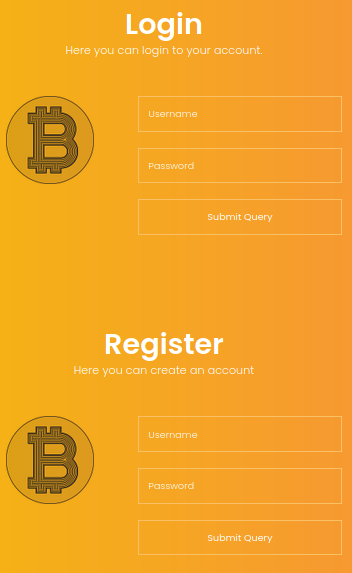 Login
Here you can login to your account.
Username
Password
Submit Query
Register
Here you can create an account
Username
Password
Submit Query